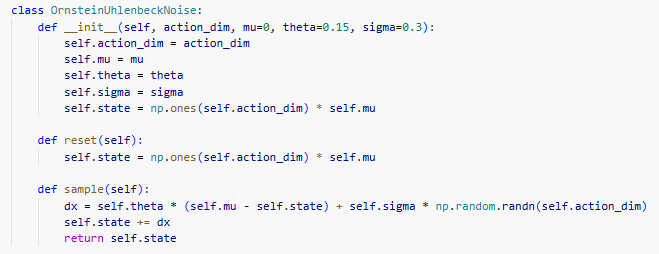 class OrnsteinUhlenbeckNoise:
    def __init__(self, action_dim, mu=0, theta=0.15, sigma=0.3):
        self.action_dim = action_dim
        self.mu = mu
        self.theta = theta
        self.sigma = sigma
        self.state = np.ones(self.action_dim) * self.mu

    def reset(self):
        self.state = np.ones(self.action_dim) * self.mu

    def sample(self):
        dx = self.theta * (self.mu - self.state) + self.sigma * np.random.randn(self.action_dim)
        self.state += dx
        return self.state